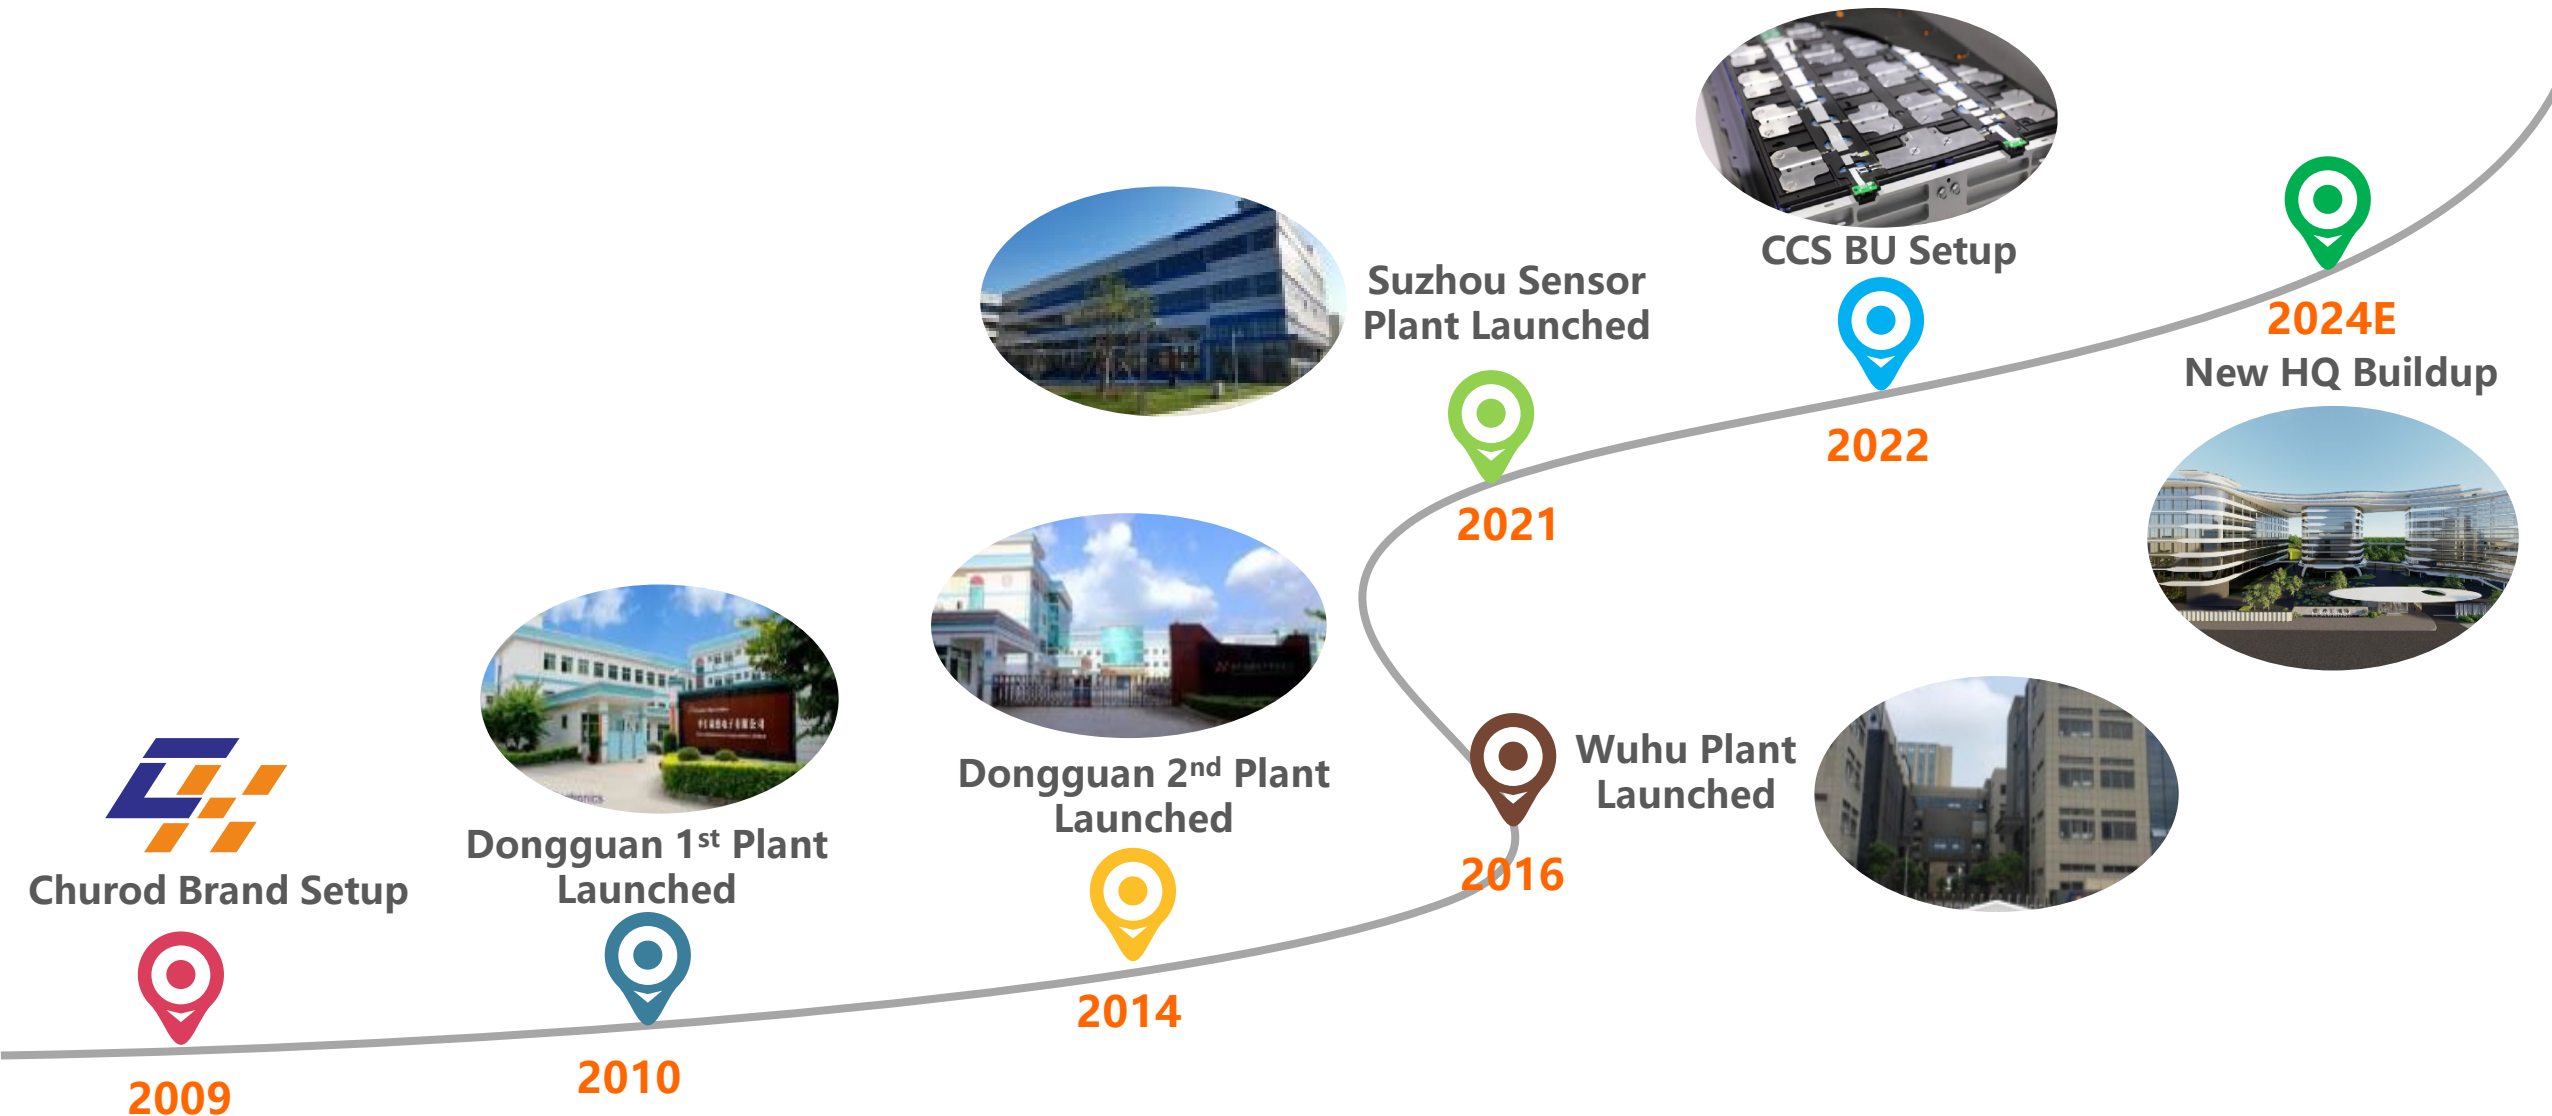 Churod Brand Setup
2009
Dongguan 1st Plant
Launched
2010
Dongguan 2nd Plant
Launched
2014
Wuhu Plant
Launched
2016
Suzhou Sensor
Plant Launched
2021
CCS BU Setup
2022
2024E
New HQ Buildup